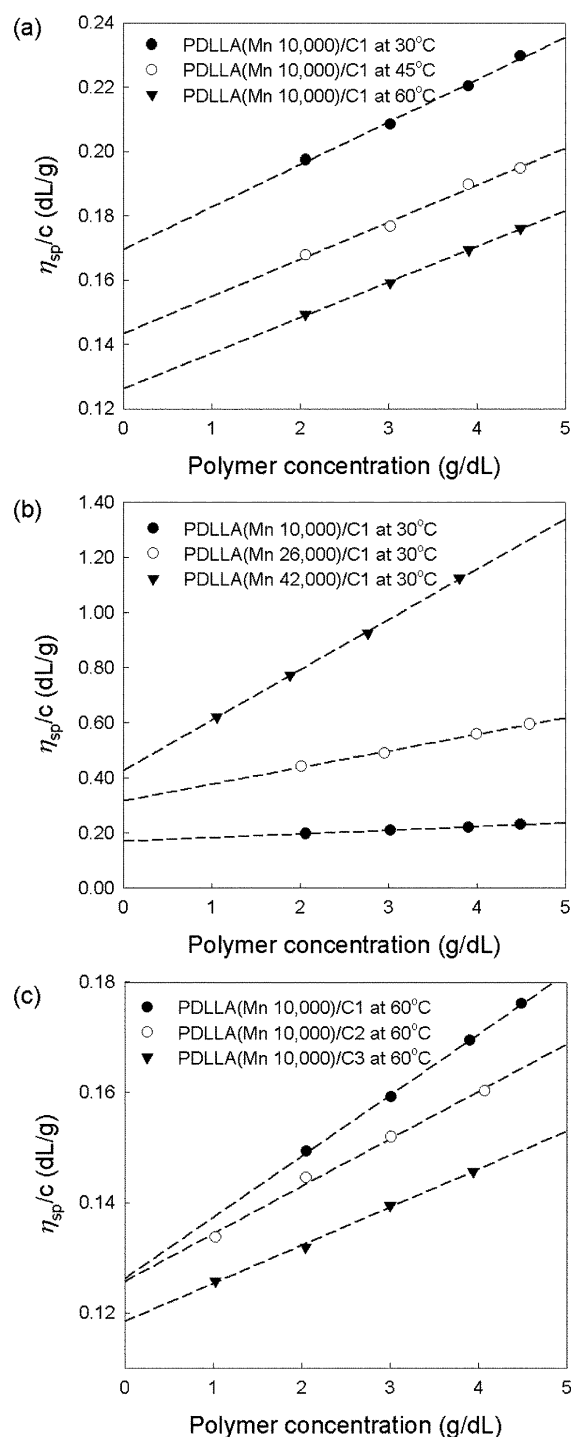 (a)
0.24
0.22
0.20
0.18
0.16
0.14
0.12
ηsp/c (dL/g)
PDLLA(Mn 10,000)/C1 at 30°C
PDLLA(Mn 10,000)/C1 at 45°C
PDLLA(Mn 10,000)/C1 at 60°C
0 1 2 3 4 5
Polymer concentration (g/dL)
(b)
1.40
1.20
1.00
0.80
0.60
0.40
0.20
0.00
ηsp/c (dL/g)
PDLLA(Mn 10,000)/C1 at 30°C
PDLLA(Mn 26,000)/C1 at 30°C
PDLLA(Mn 42,000)/C1 at 30°C
0 1 2 3 4 5
Polymer concentration (g/dL)
(c)
0.18
0.16
0.14
0.12
ηsp/c (dL/g)
PDLLA(Mn 10,000)/C1 at 60°C
PDLLA(Mn 10,000)/C2 at 60°C
PDLLA(Mn 10,000)/C3 at 60°C
0 1 2 3 4 5
Polymer concentration (g/dL)